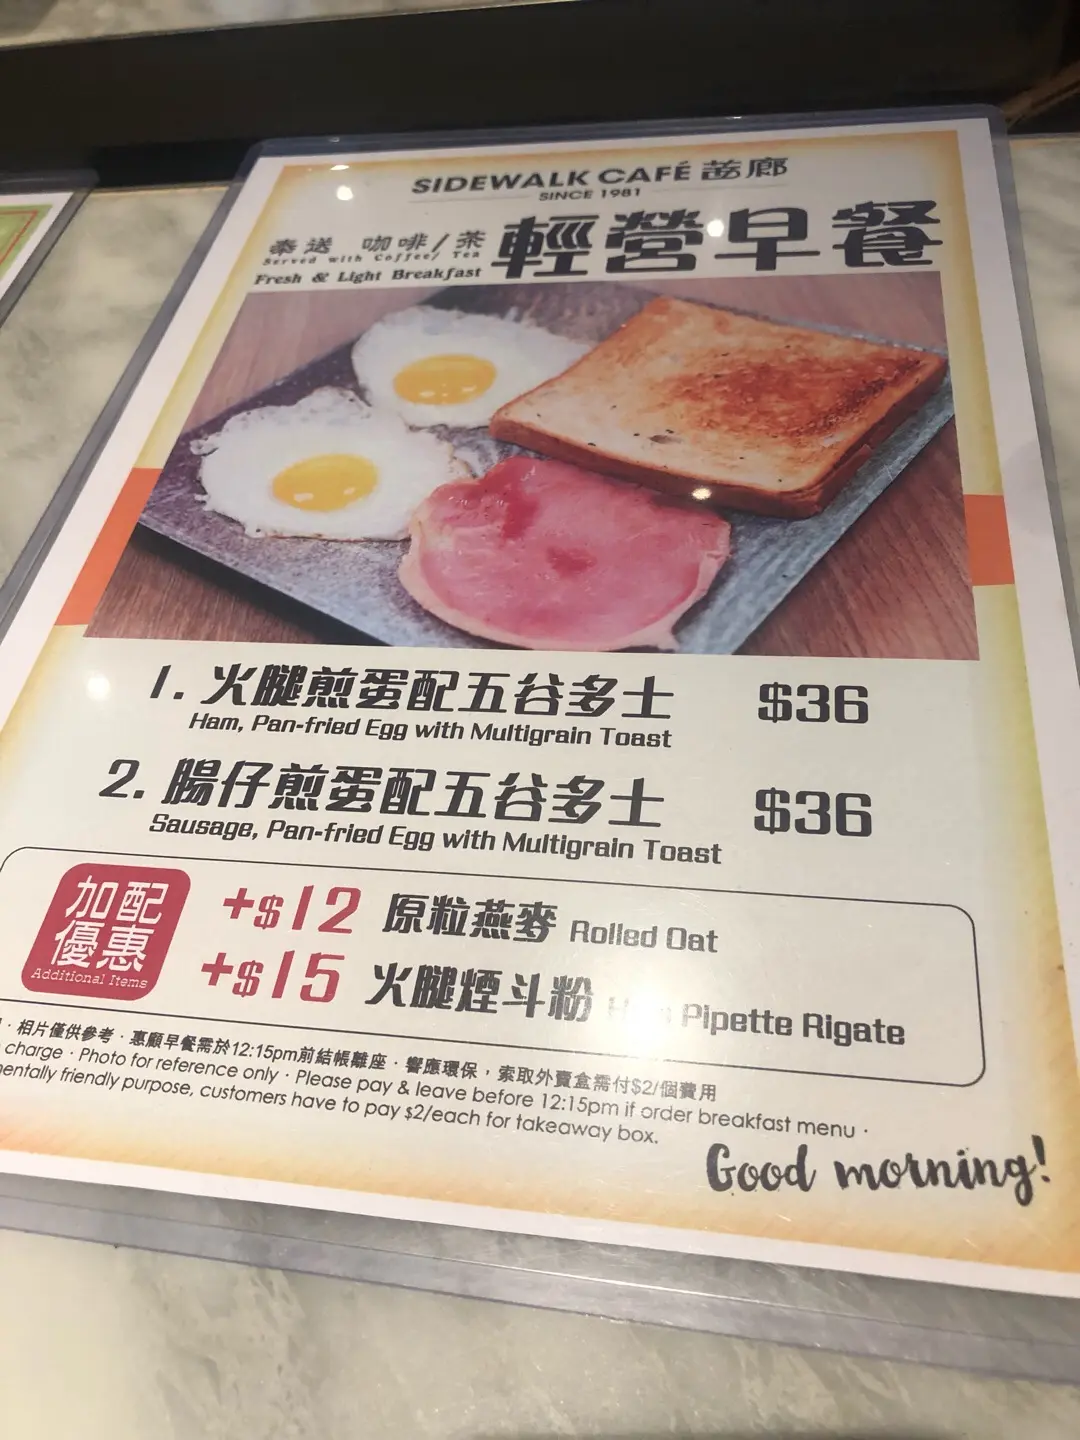 SIDEWALK CAFÉ 茜廊
SINCE 1981
奉送 咖啡/茶
Served with Coffee/ Tea
Fresh & Light Breakfast
輕營早餐
1. 火腿煎蛋配五谷多士 $36
Ham, Pan-fried Egg with Multigrain Toast
2. 腸仔煎蛋配五谷多士 $36
Sausage, Pan-fried Egg with Multigrain Toast
加配
優惠
Additional Items
+$12 原粒燕麥 Rolled Oat
+$15 火腿煙斗粉 Pipette Rigate
· 相片僅供參考 · 惠顧早餐需於12:15pm前結帳離座 · 響應環保，索取外賣盒需付$2/個費用
charge · Photo for reference only · Please pay & leave before 12:15pm if order breakfast menu ·
friendly purpose, customers have to pay $2/each for takeaway box.
Good morning!